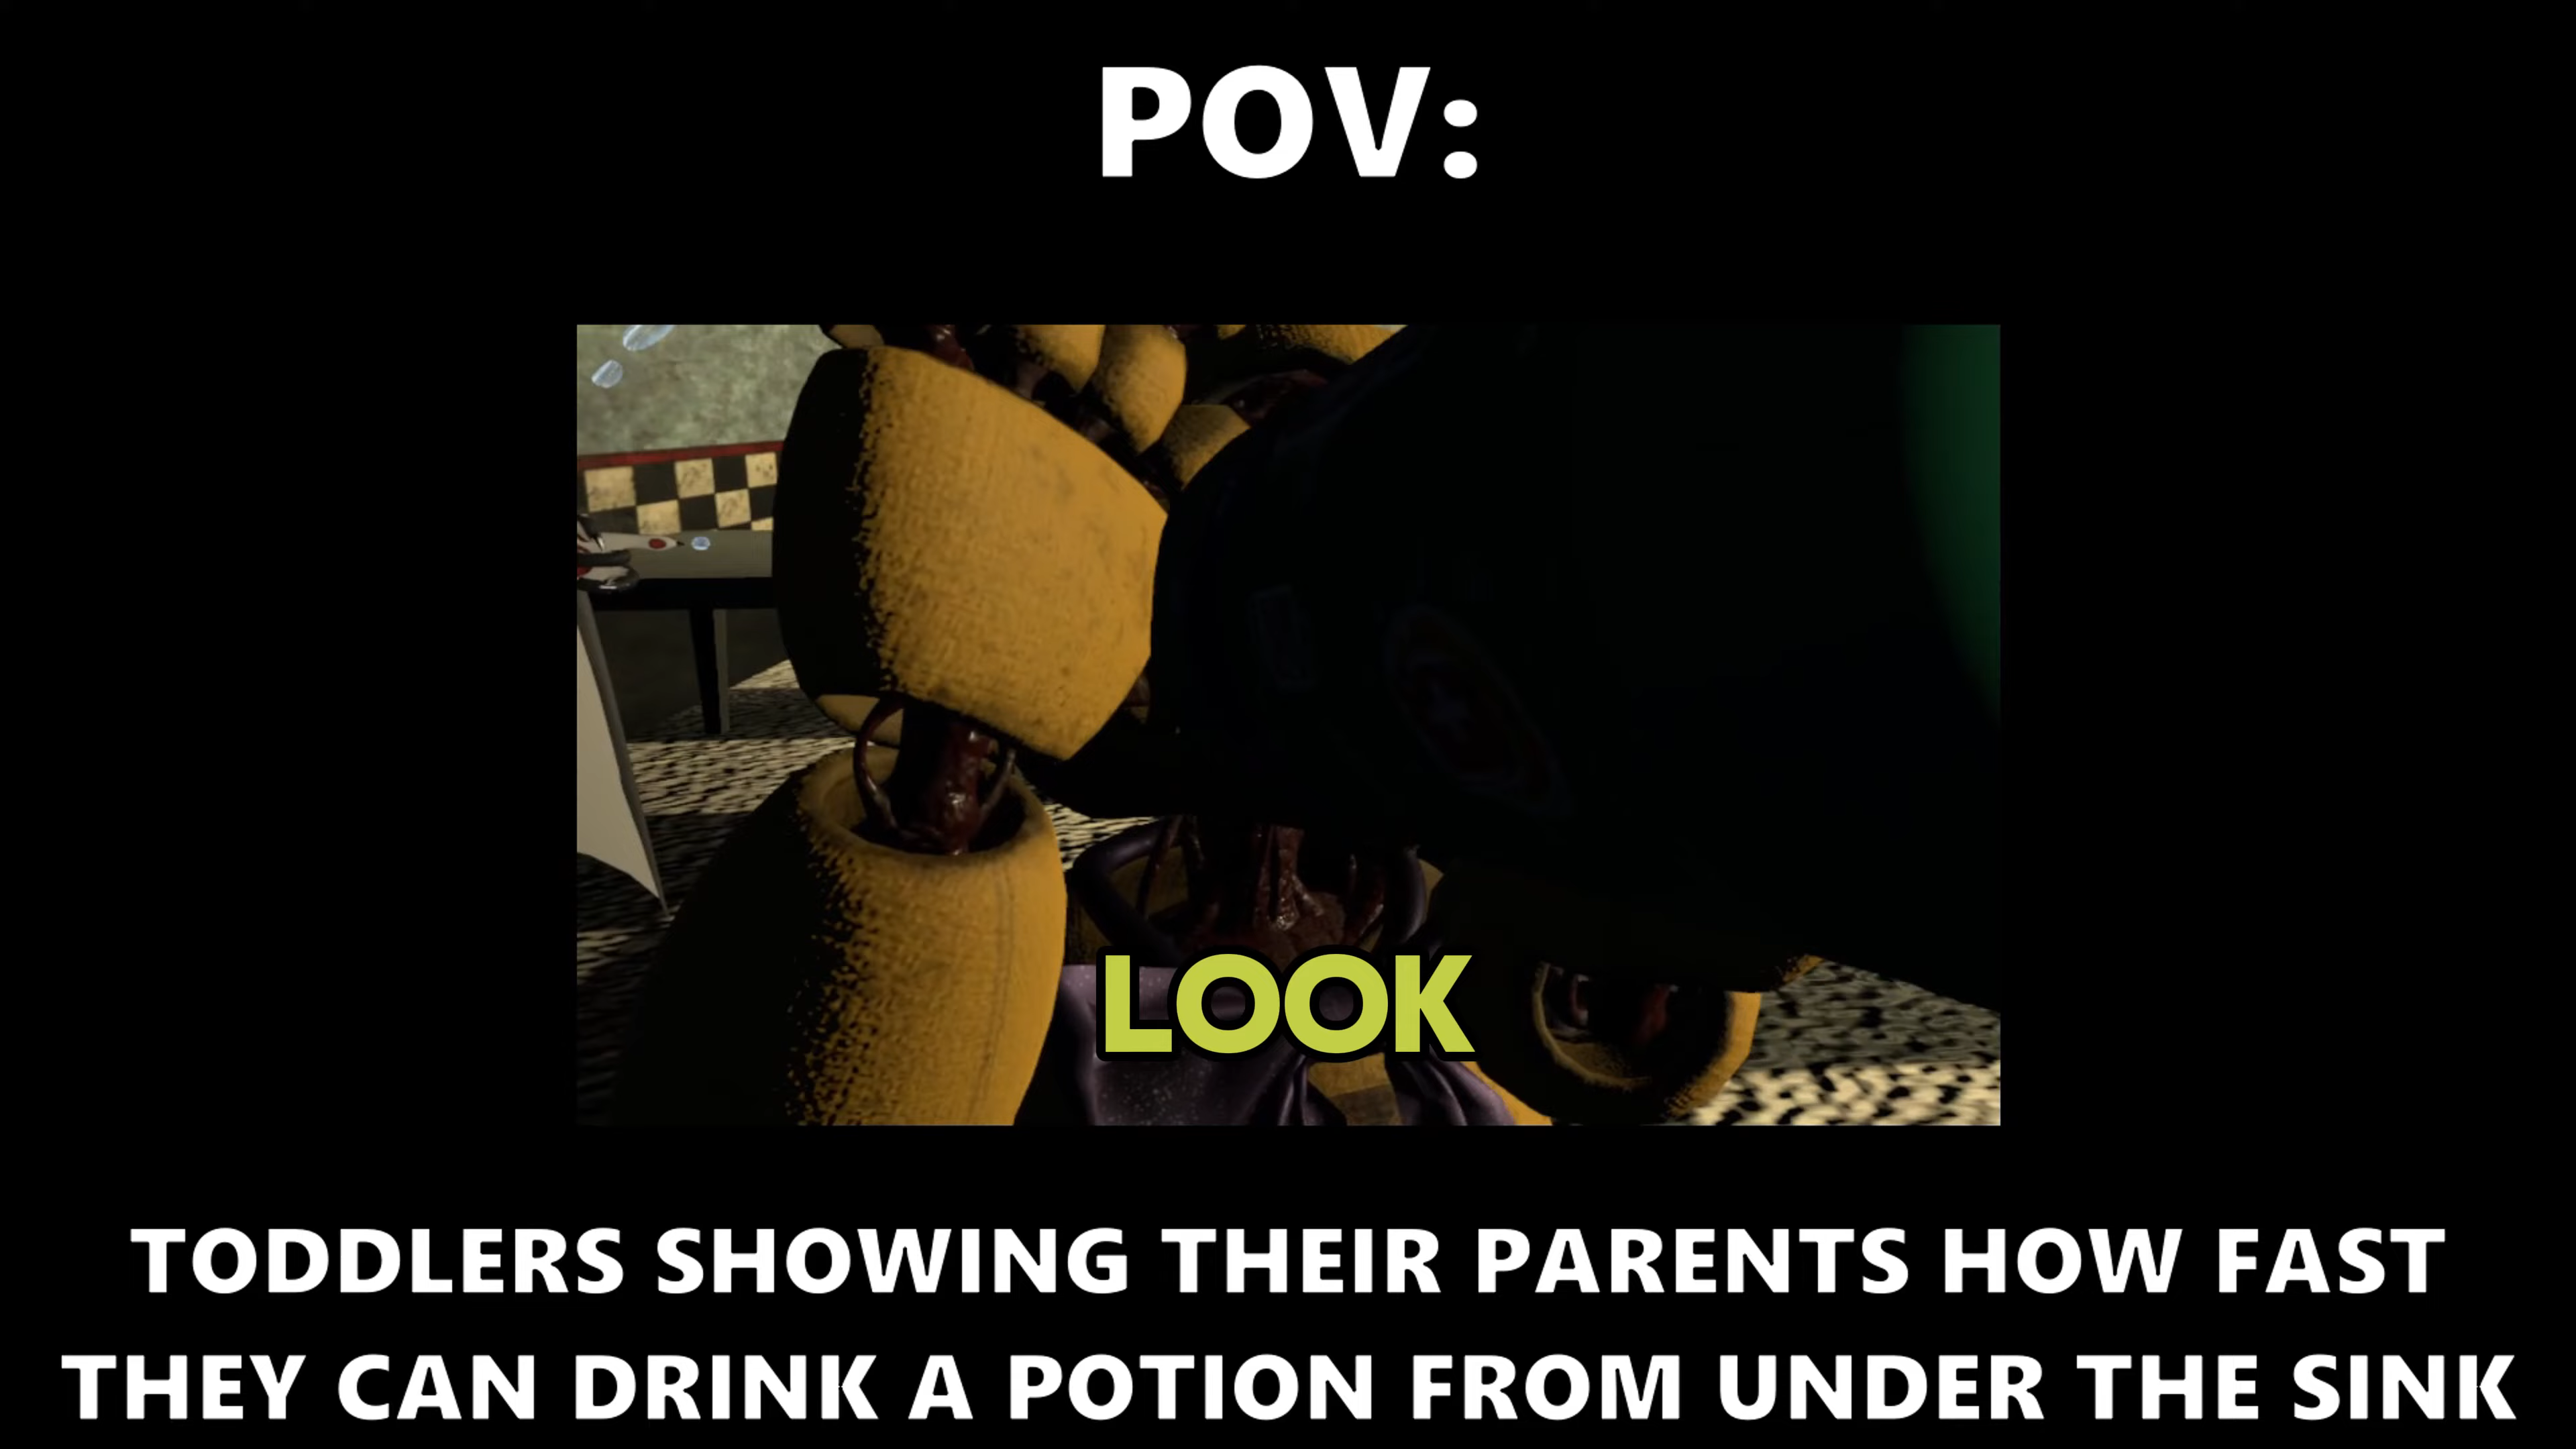 POV:
LOOK
TODDLERS SHOWING THEIR PARENTS HOW FAST
THEY CAN DRINK A POTION FROM UNDER THE SINK